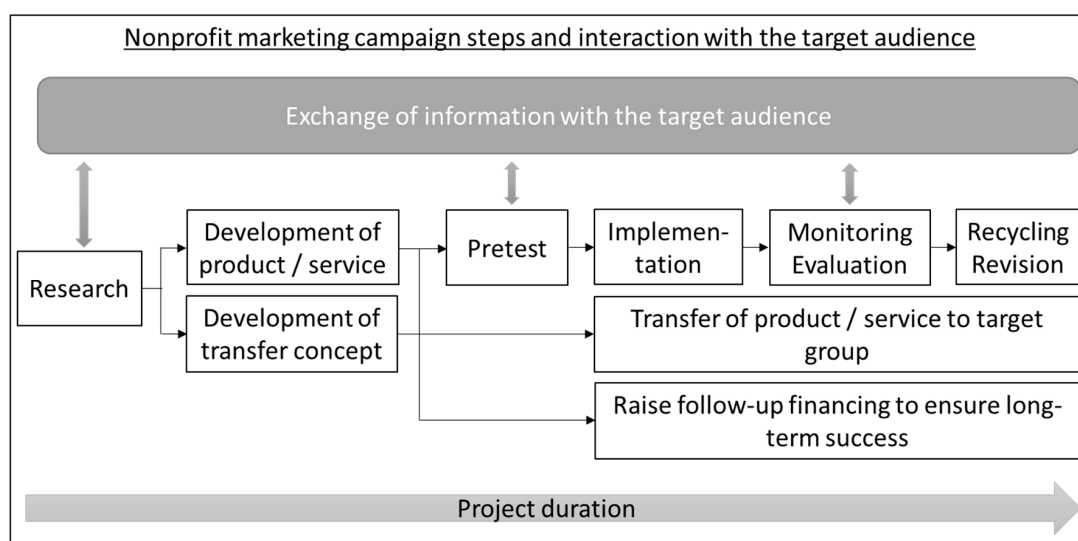 Nonprofit marketing campaign steps and interaction with the target audience
Exchange of information with the target audience
Research
Development of
product / service
Development of
transfer concept
Pretest
Implemen-
tation
Monitoring
Evaluation
Recycling
Revision
Transfer of product / service to target
group
Raise follow-up financing to ensure long-
term success
Project duration